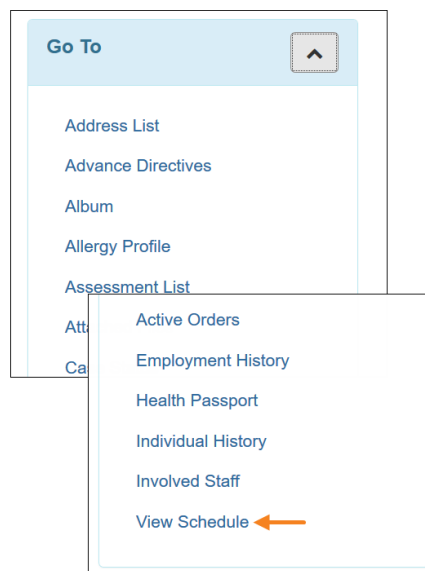 Go To
Address List
Advance Directives
Album
Allergy Profile
Assessment List
Active Orders
Employment History
Health Passport
Individual History
Involved Staff
View Schedule